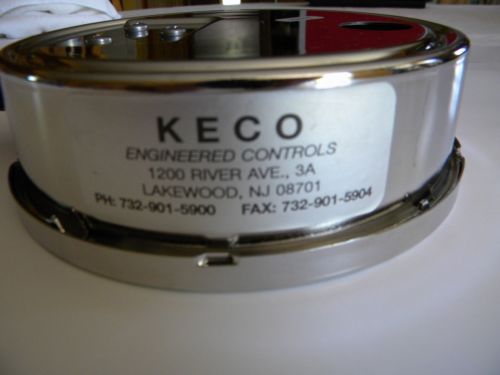 KECO
ENGINEERED CONTROLS
1200 RIVER AVE., 3A
LAKEWOOD, NJ 08701
PH: 732-901-5900 FAX: 732-901-5904